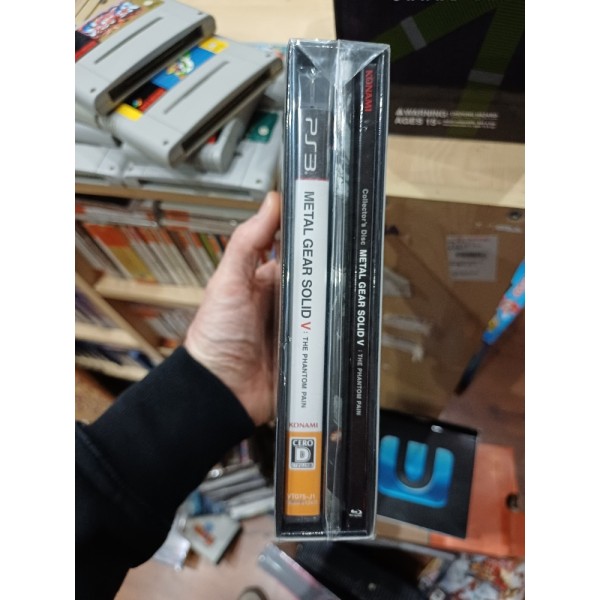 PS3
METAL GEAR SOLID V: THE PHANTOM PAIN
KONAMI
CERO
D
KONAMI
Collector's Disc METAL GEAR SOLID V : THE PHANTOM PAIN
WARNING:
AGES 15+